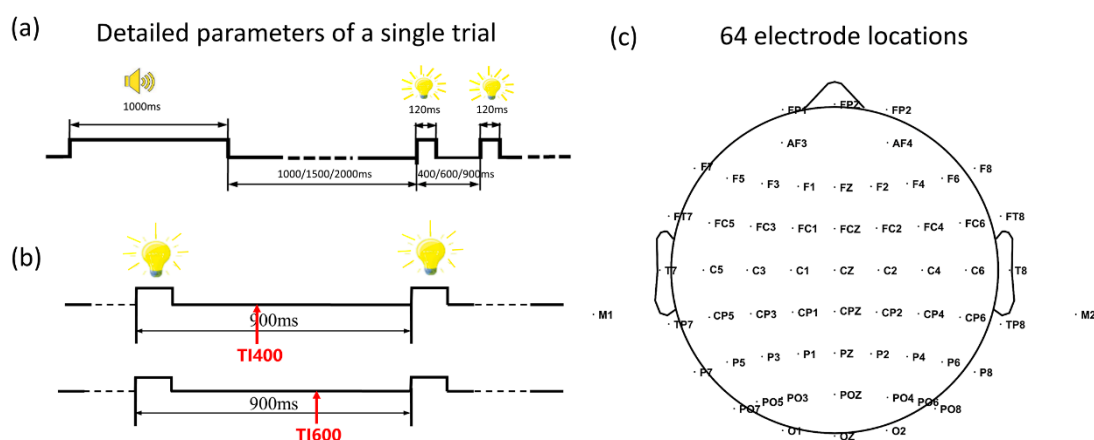 (a)
Detailed parameters of a single trial
1000ms
120ms
120ms
1000/1500/2000ms
400/600/900ms
(b)
900ms
TI400
900ms
TI600
(c)
64 electrode locations
FP1 FPZ FP2
AF3 AF4
F7 F5 F3 F1 FZ F2 F4 F6 F8
FT7 FC5 FC3 FC1 FCZ FC2 FC4 FC6 FT8
T7 C5 C3 C1 CZ C2 C4 C6 T8
M1 TP7 CP5 CP3 CP1 CPZ CP2 CP4 CP6 TP8 M2
P7 P5 P3 P1 PZ P2 P4 P6 P8
PO7 PO5 PO3 POZ PO4 PO6 PO8
O1 OZ O2